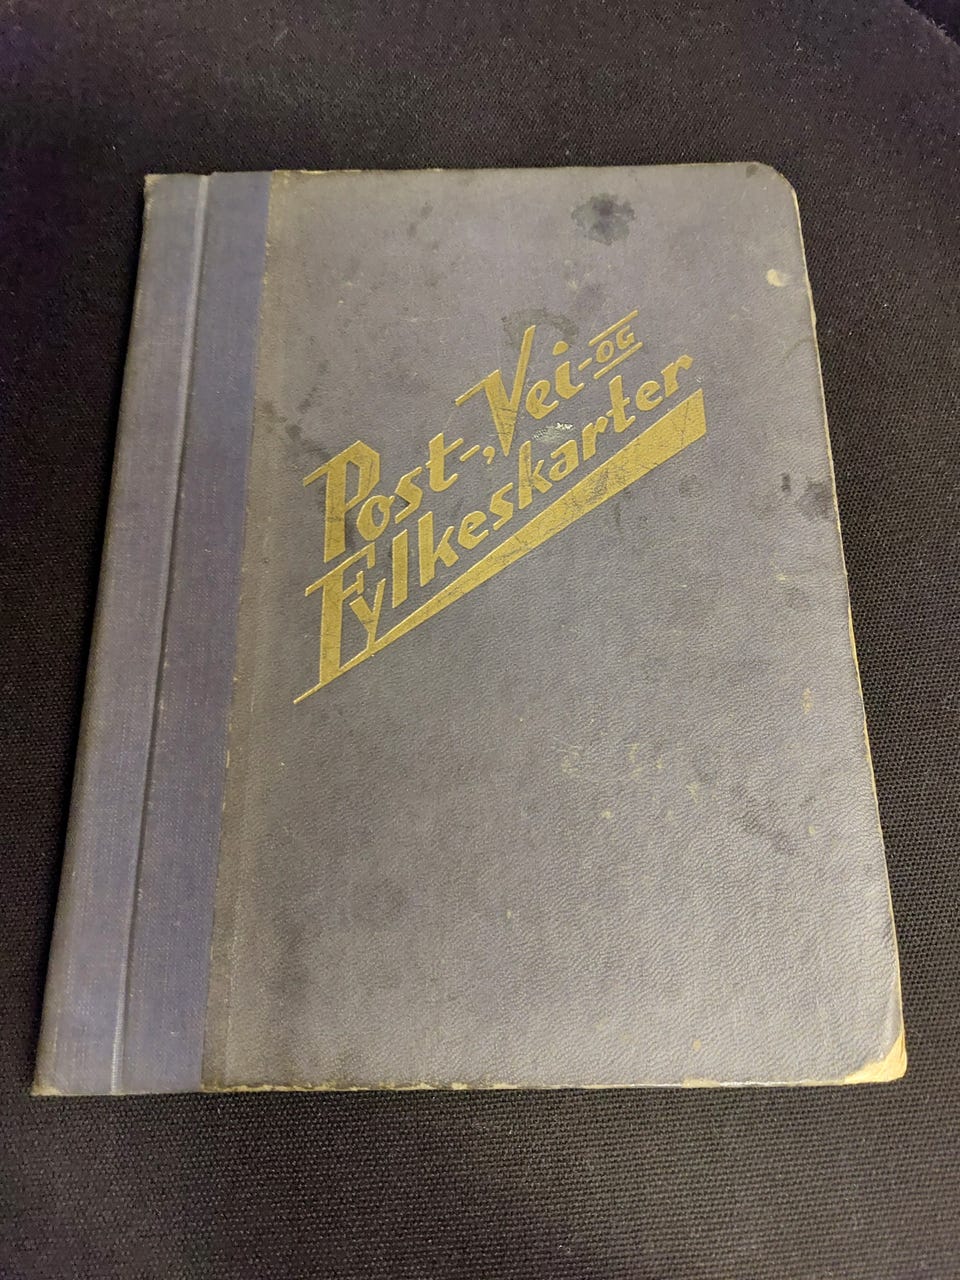 Post-, Vei- OG
Fylkeskarter